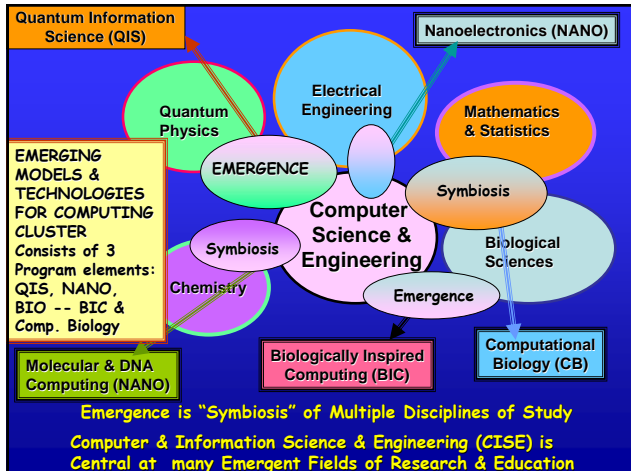 Quantum Information
Science (QIS)
Nanoelectronics (NANO)
Electrical
Engineering
Quantum
Physics
Mathematics
& Statistics
EMERGING
MODELS &
TECHNOLOGIES
FOR COMPUTING
CLUSTER
Consists of 3
Program elements:
QIS, NANO,
BIO -- BIC &
Comp. Biology
EMERGENCE
Symbiosis
Computer
Science &
Engineering
Symbiosis
Biological
Sciences
Chemistry
Emergence
Molecular & DNA
Computing (NANO)
Biologically Inspired
Computing (BIC)
Computational
Biology (CB)
Emergence is “Symbiosis” of Multiple Disciplines of Study
Computer & Information Science & Engineering (CISE) is
Central at many Emergent Fields of Research & Education